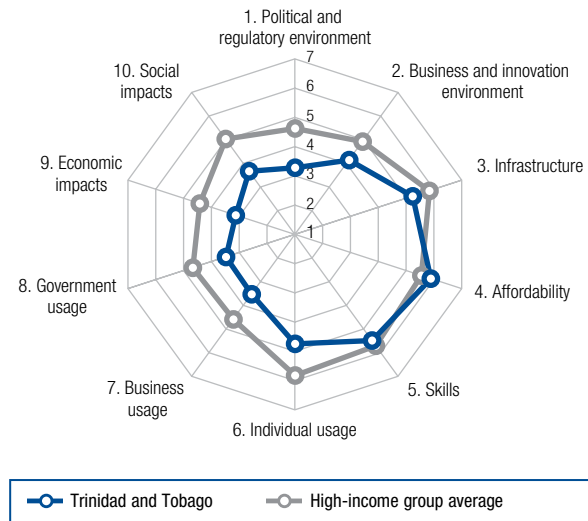 1. Political and
regulatory environment
2. Business and innovation
environment
3. Infrastructure
4. Affordability
5. Skills
6. Individual usage
7. Business
usage
8. Government
usage
9. Economic
impacts
10. Social
impacts
7
6
5
4
3
2
1
Trinidad and Tobago
High-income group average